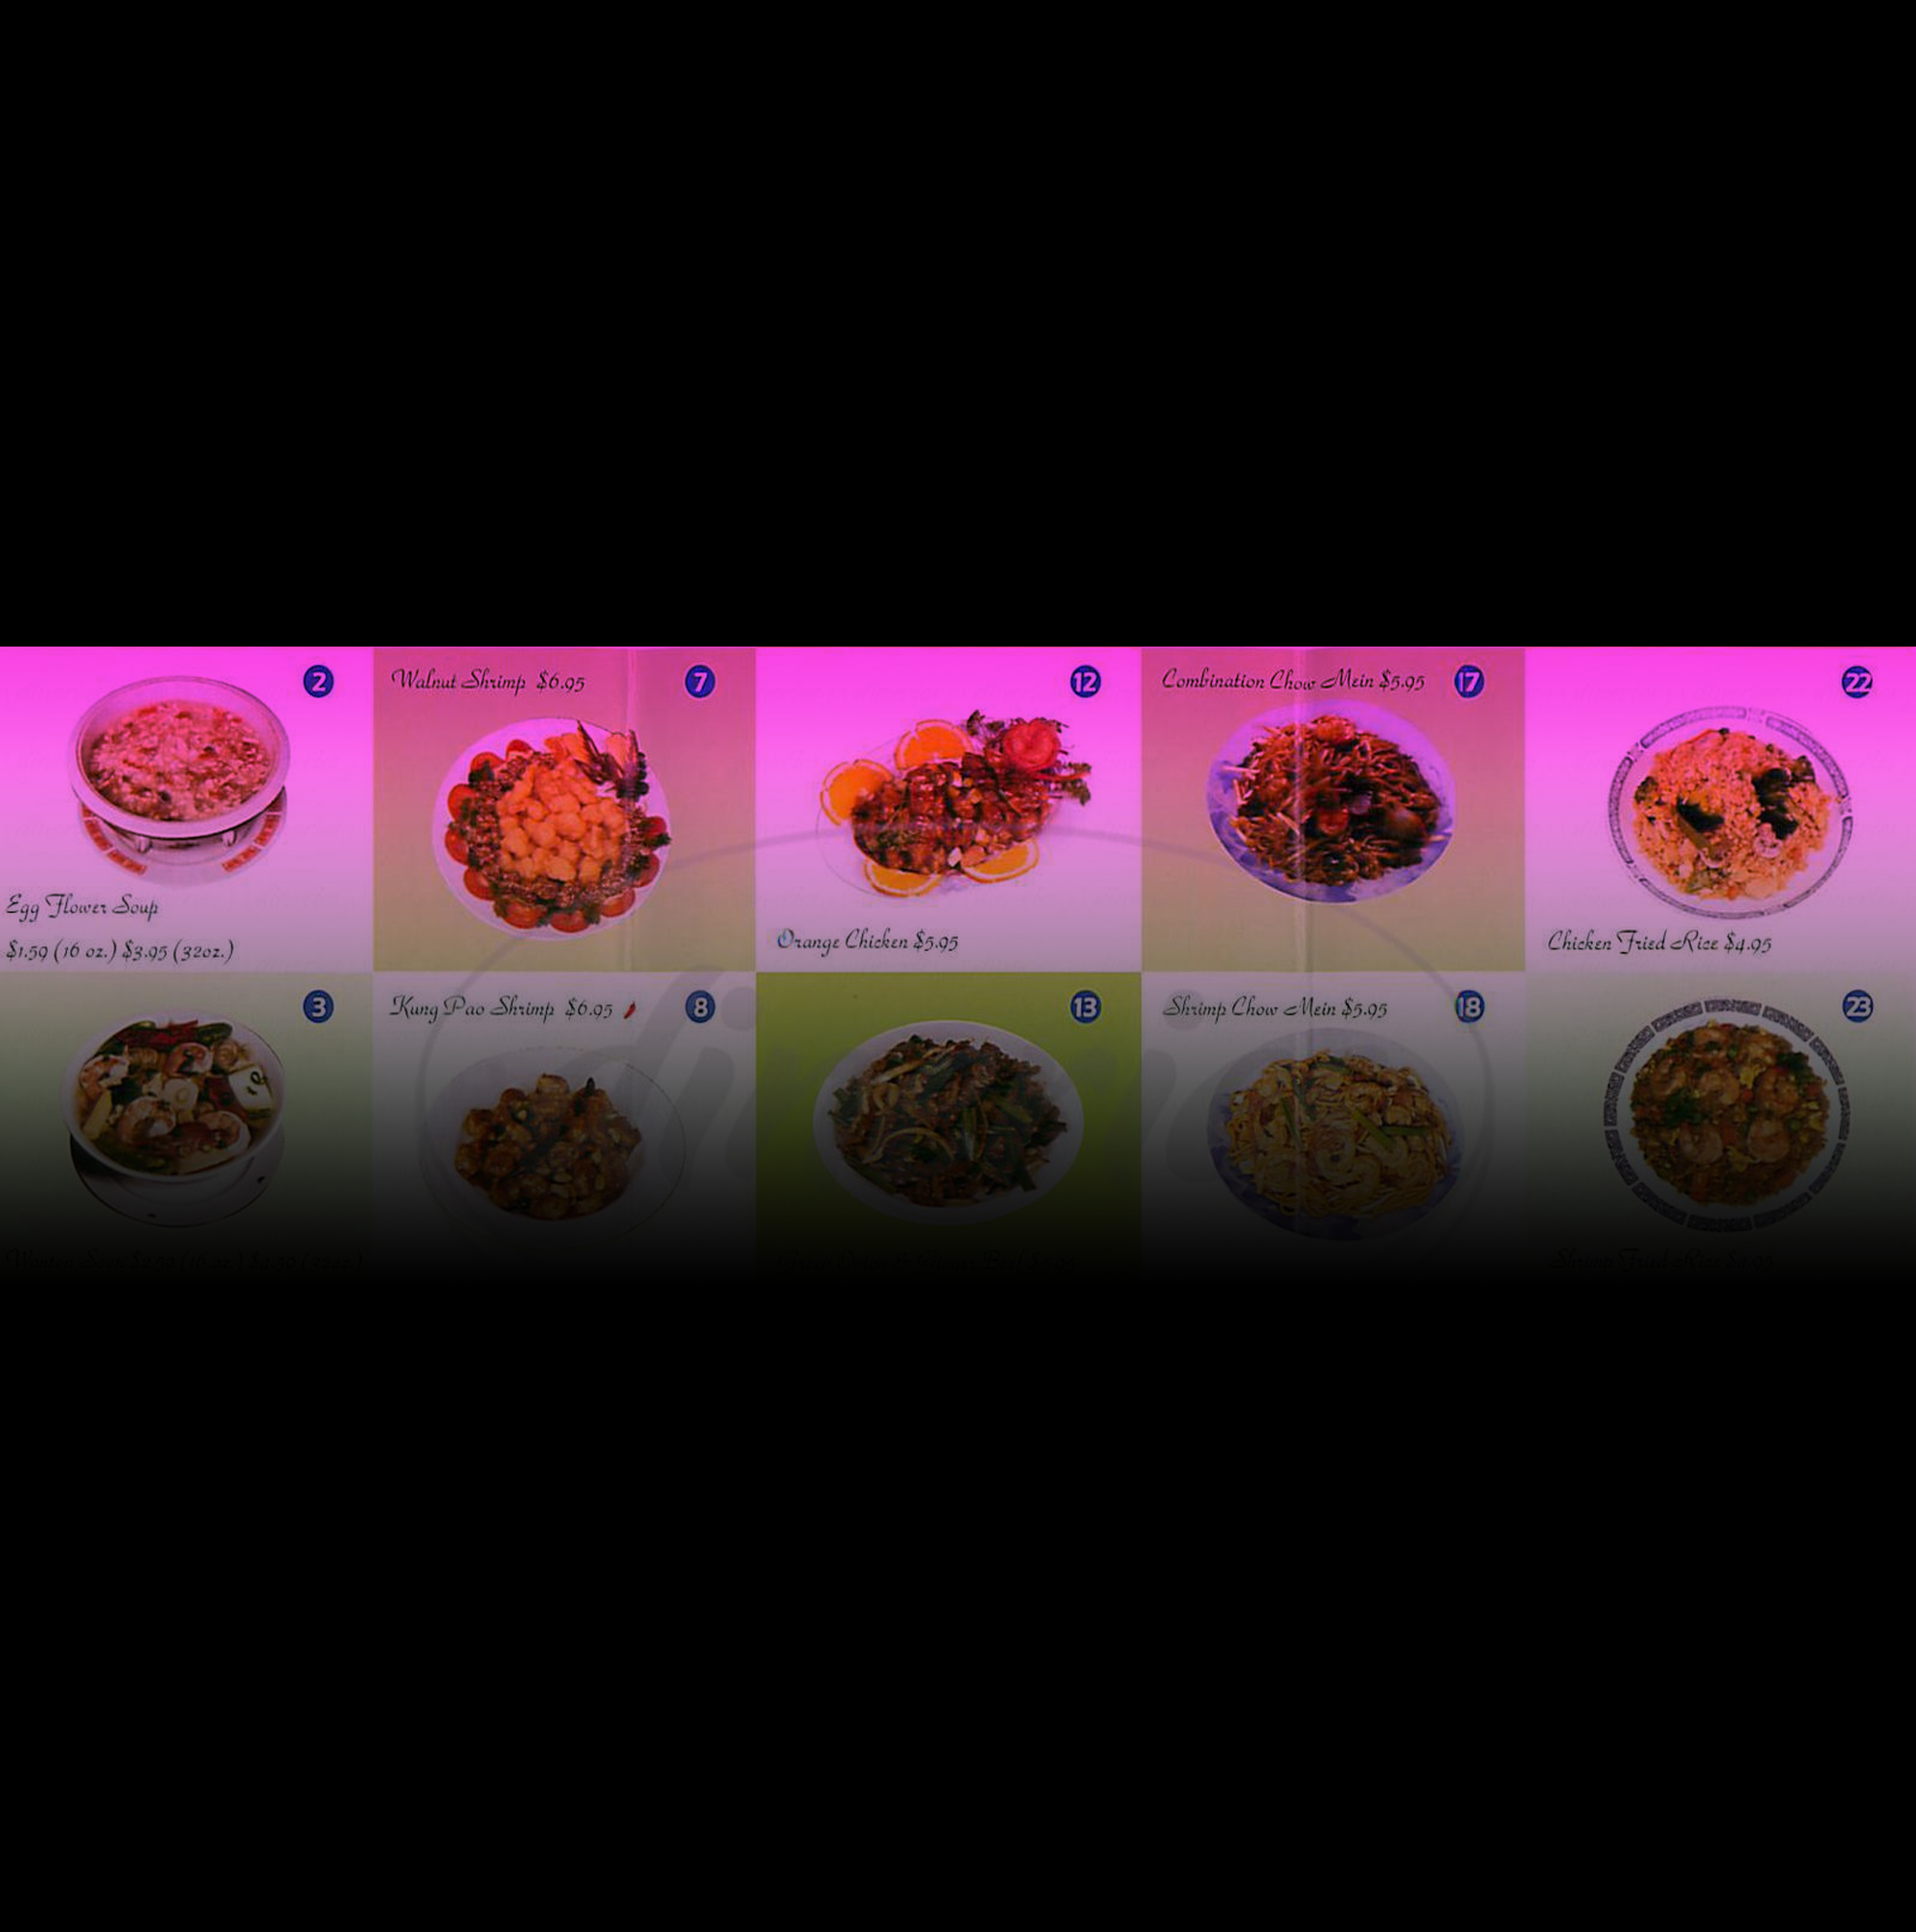 2
Egg Flower Soup
$1.59 (16 oz.) $3.95 (32oz.)
Walnut Shrimp $6.95
7
12
Orange Chicken $5.95
Combination Chow Mein $5.95
17
22
Chicken Fried Rice $4.95
3
Kung Pao Shrimp $6.95
8
13
Shrimp Chow Mein $5.95
18
23
Fried Rice